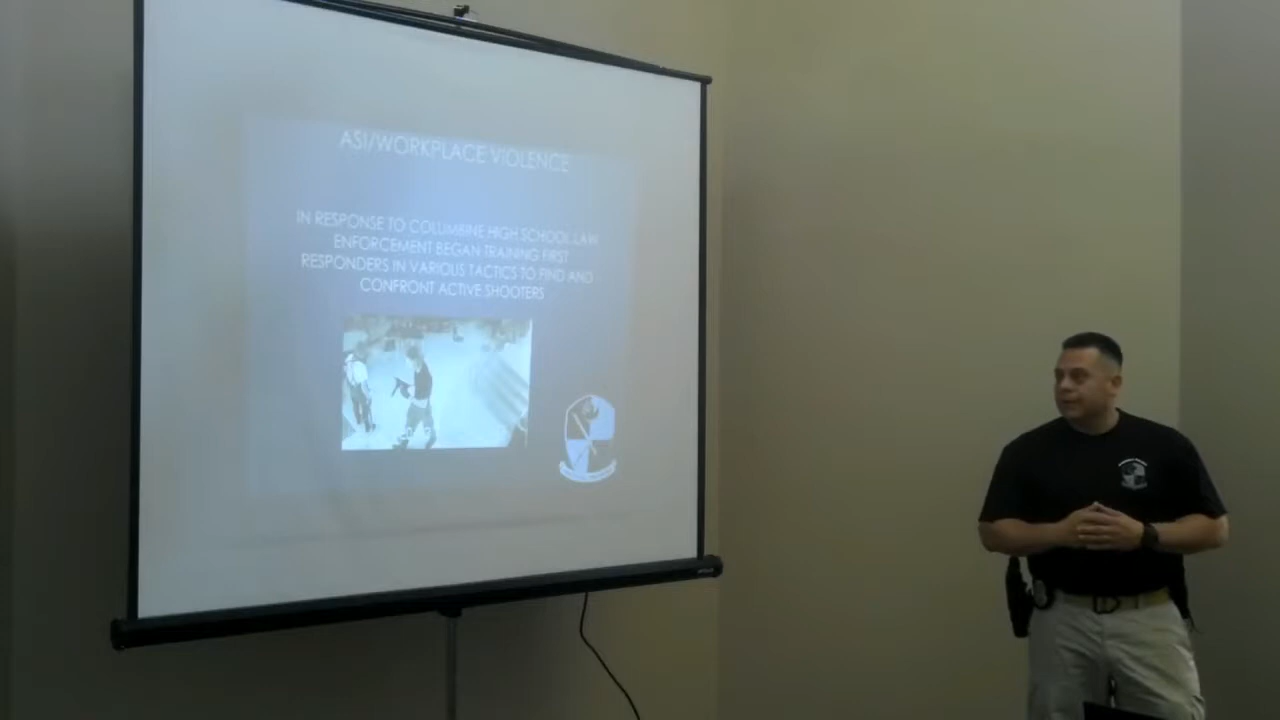 ASI/WORKPLACE VIOLENCE
IN RESPONSE TO COLUMBINE HIGH SCHOOL LAW
ENFORCEMENT BEGAN TRAINING FIRST
RESPONDERS IN VARIOUS TACTICS TO FIND AND
CONFRONT ACTIVE SHOOTERS